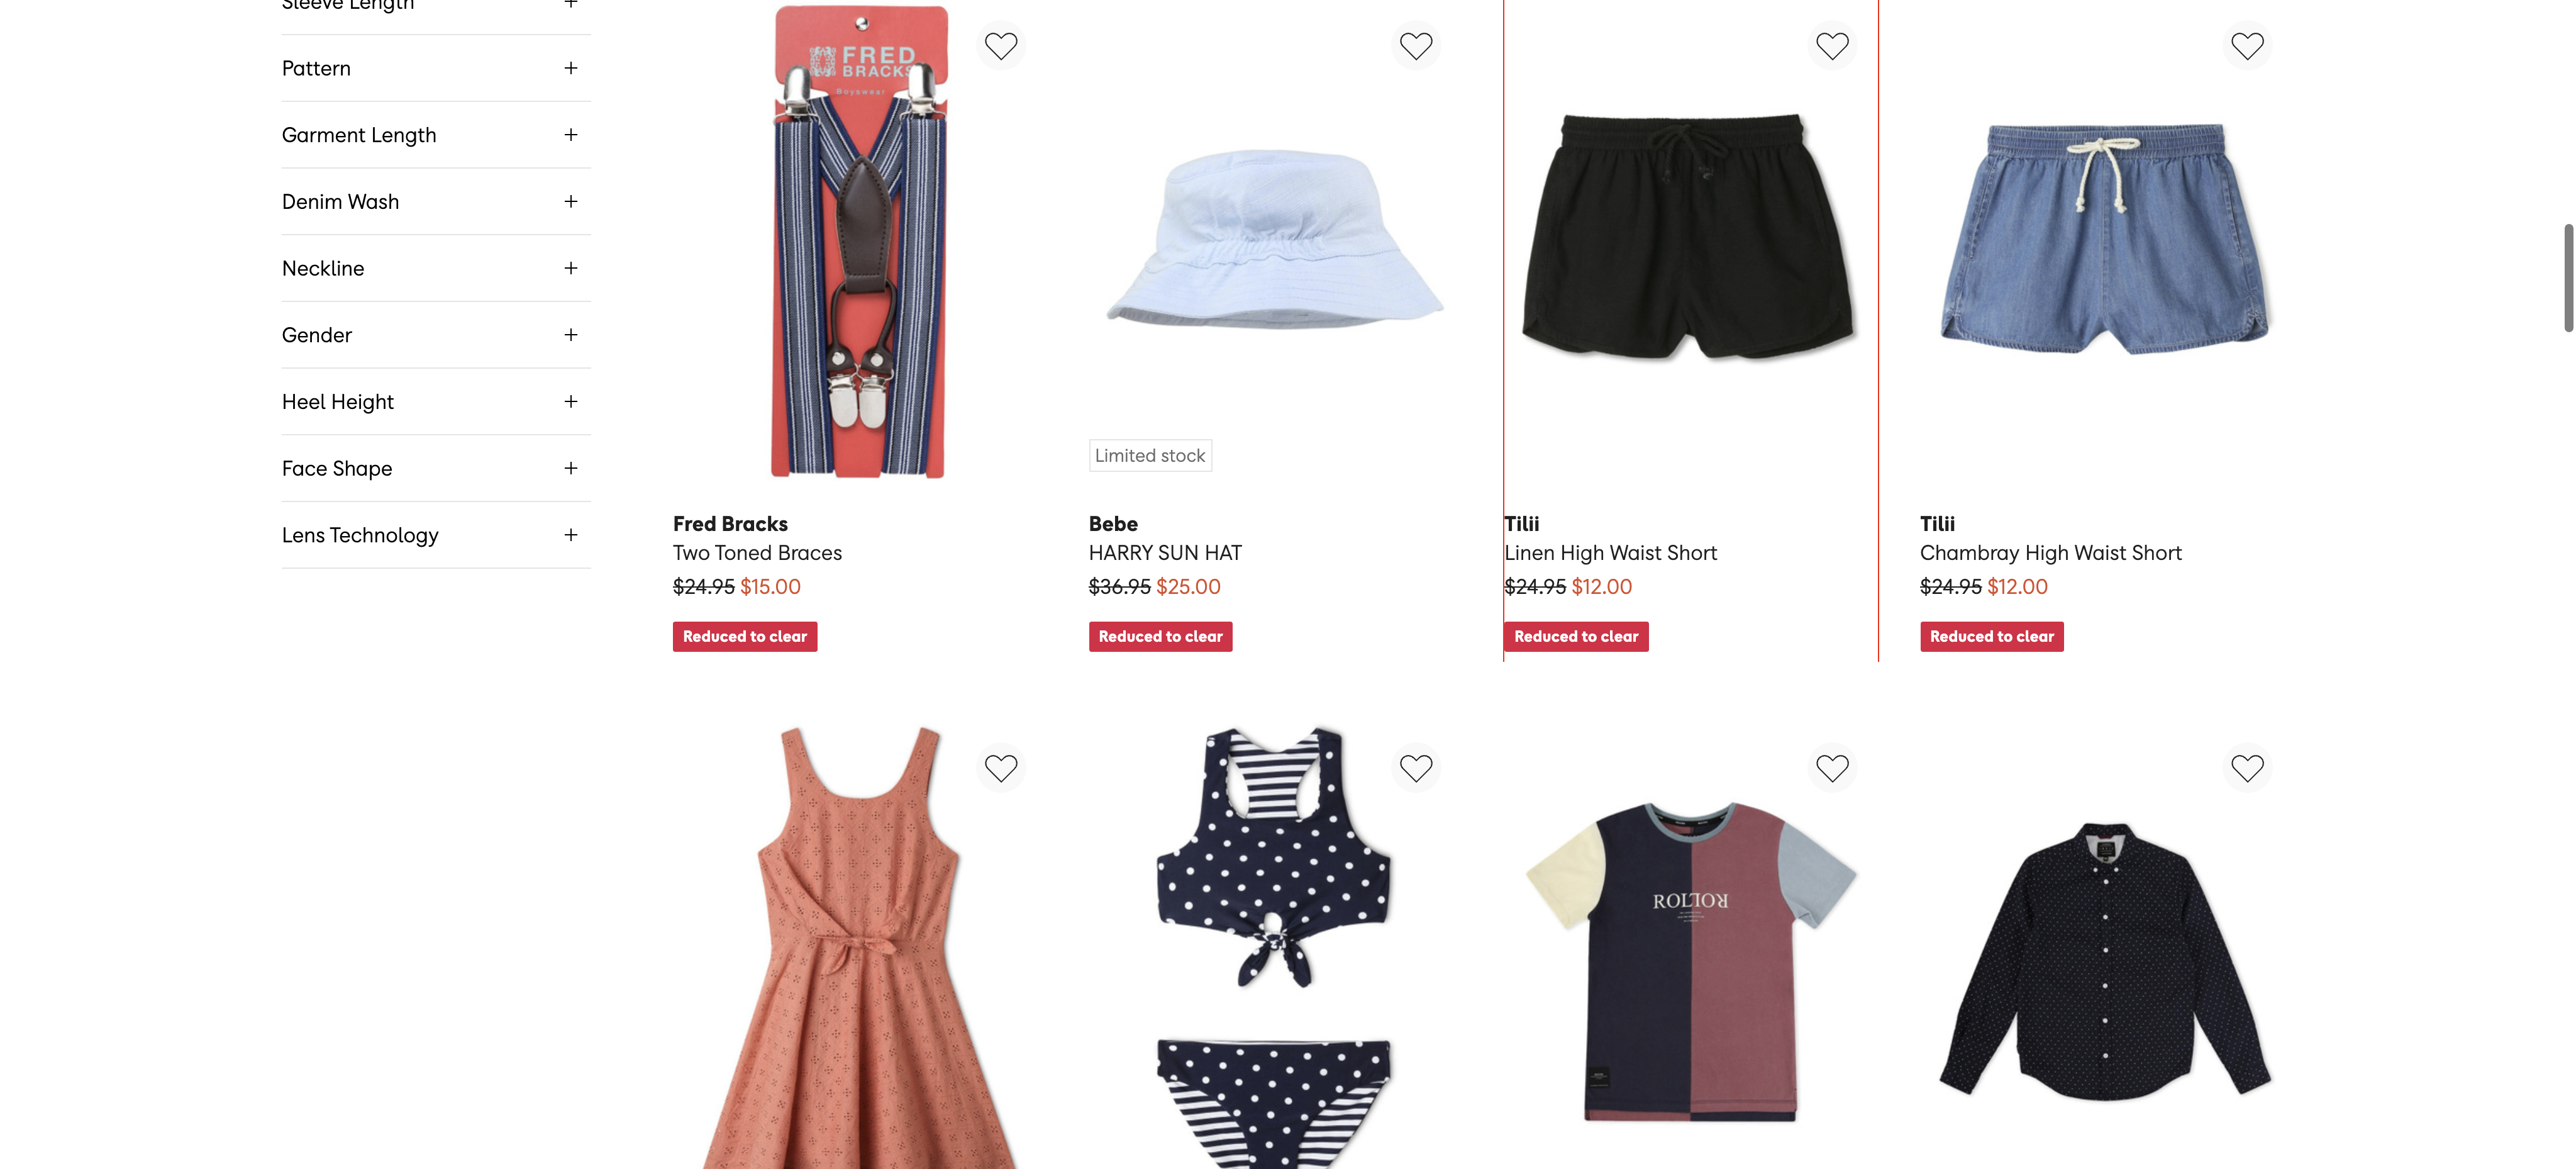 Sleeve Length
Pattern
Garment Length
Denim Wash
Neckline
Gender
Heel Height
Face Shape
Lens Technology
FRED
BRACKS
Boyswear
Limited stock
Fred Bracks
Two Toned Braces
$24.95 $15.00
Reduced to clear
Bebe
HARRY SUN HAT
$36.95 $25.00
Reduced to clear
Tilii
Linen High Waist Short
$24.95 $12.00
Reduced to clear
Tilii
Chambray High Waist Short
$24.95 $12.00
Reduced to clear